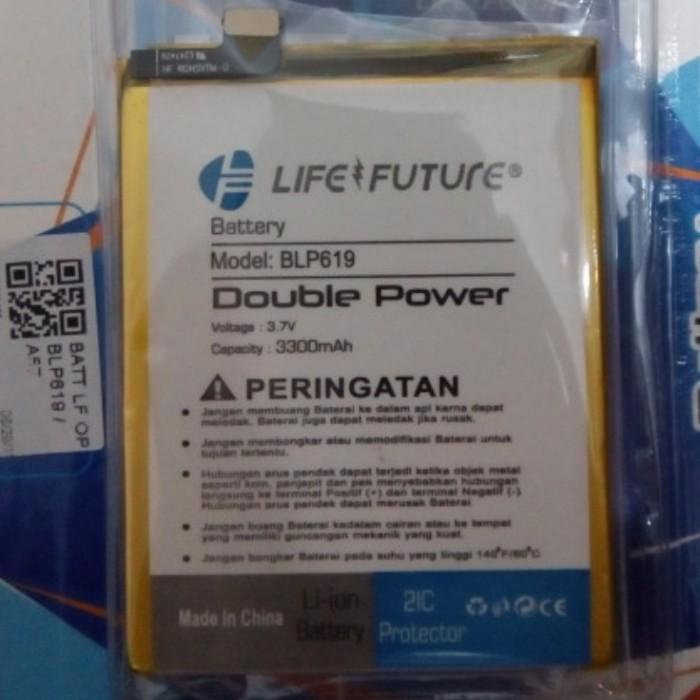 LIFE FUTURE®
Battery
Model: BLP619
Double Power
Voltage : 3.7V
Capacity : 3300mAh
PERINGATAN
• Jangan membuang Baterai ke dalam api karna dapat
meledak. Baterai juga dapat meledak jika rusak.
• Jangan membongkar atau memodifikasi Baterai untuk
tujuan tertentu.
• Hubungan arus pendek dapat terjadi ketika objek metal
seperti koin, penjepit dan pen menyebabkan hubungan
langsung ke terminal Positif (+) dan terminal Negatif (-).
Hubungan arus pendek dapat merusak Baterai
• Jangan buang Baterai kedalam cairan atau ke tempat
yang memiliki guncangan mekanik yang kuat.
• Jangan bongkar Baterai pada suhu yang tinggi 140°F/60°C
Made In China
Li-ion
Battery
2IC
Protector
CE
BATT LF OP
BLP619 /